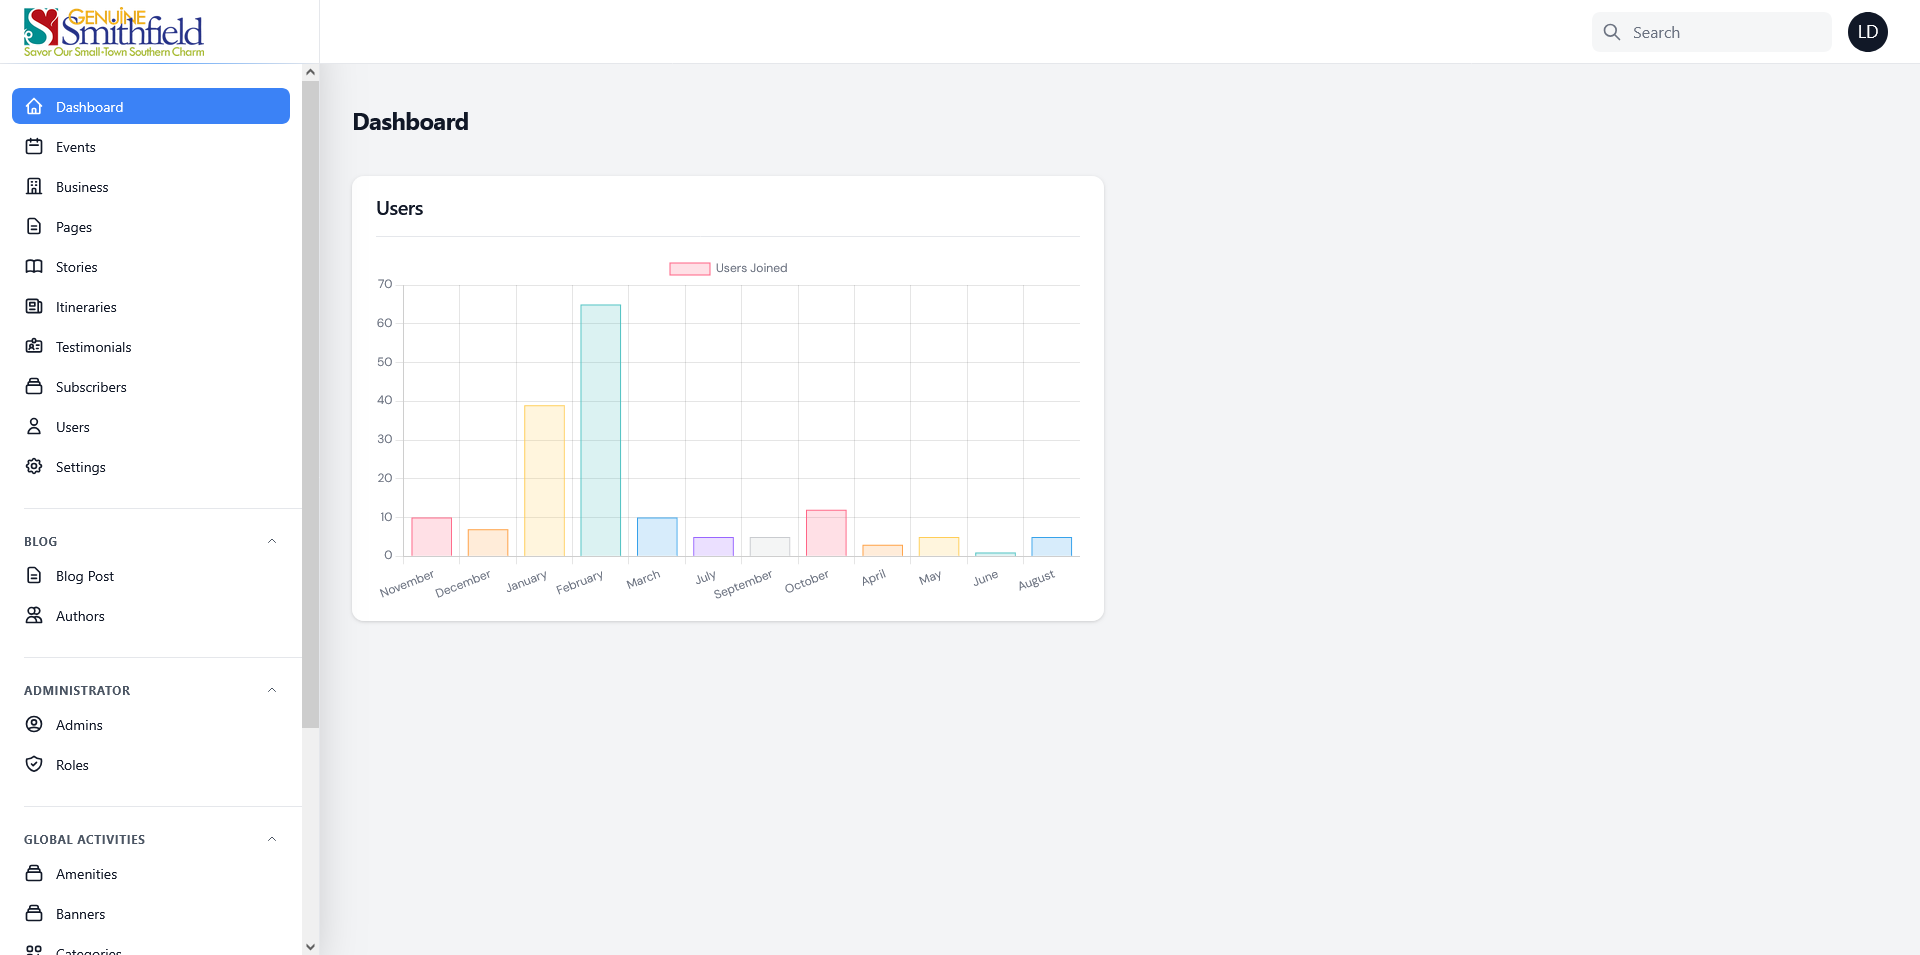 GENUINE
Smithfield
Savor Our Small-Town Southern Charm
Search
LD
Dashboard
Events
Business
Pages
Stories
Itineraries
Testimonials
Subscribers
Users
Settings
BLOG
Blog Post
Authors
ADMINISTRATOR
Admins
Roles
GLOBAL ACTIVITIES
Amenities
Banners
Categories
Dashboard
Users
Users Joined
70
60
50
40
30
20
10
0
November
December
January
February
March
July
September
October
April
May
June
August